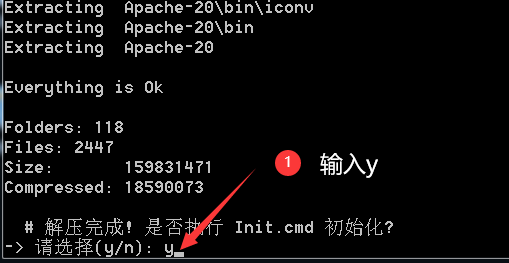 Extracting  Apache-20\bin\iconv
Extracting  Apache-20\bin
Extracting  Apache-20
Everything is Ok
Folders: 118
Files: 2447
Size:       159831471
Compressed: 18590073
1 输入y
# 解压完成! 是否执行 Init.cmd 初始化?
-> 请选择(y/n): y_